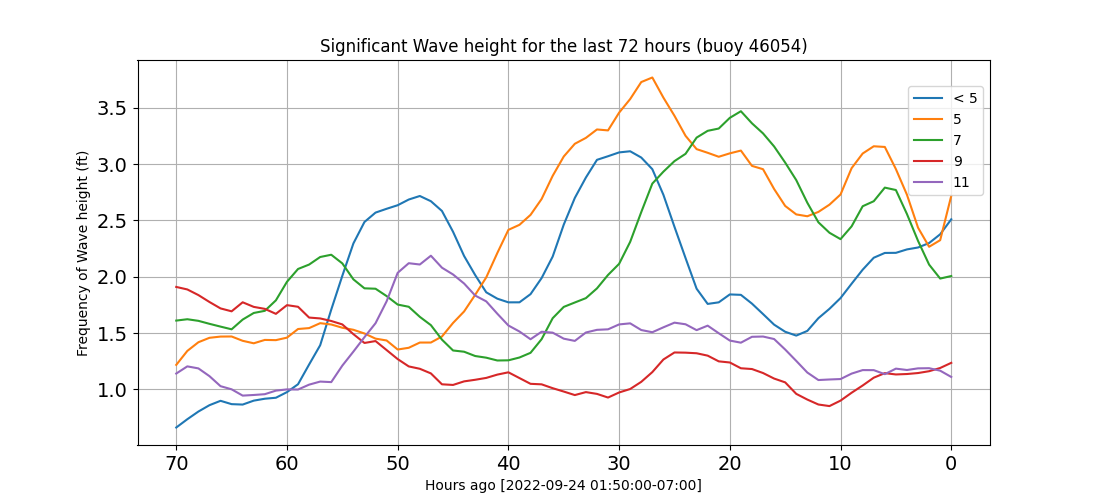 Significant Wave height for the last 72 hours (buoy 46054)
Frequency of Wave height (ft)
3.5
3.0
2.5
2.0
1.5
1.0
< 5
5
7
9
11
70 60 50 40 30 20 10 0
Hours ago [2022-09-24 01:50:00-07:00]